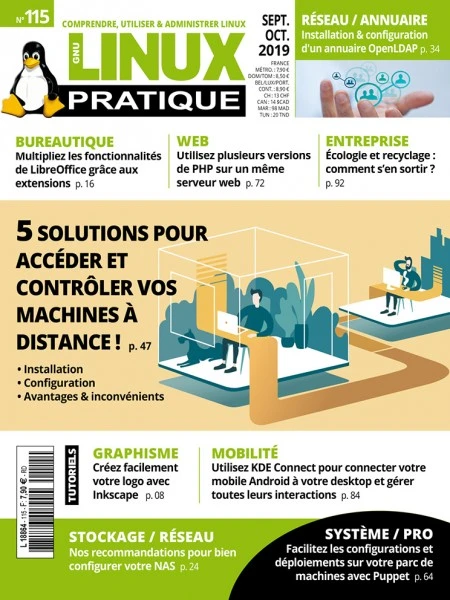 N° 115
COMPRENDRE, UTILISER & ADMINISTRER LINUX
GNU
LINUX
PRATIQUE
SEPT.
OCT.
2019
FRANCE
MÉTRO. : 7,90 €
DOM/TOM : 8,50 €
BEL/LUX/PORT.
CONT. : 8,90 €
CH : 13 CHF
CAN : 14 $CAD
MAR : 98 MAD
TUN : 20 TND
RÉSEAU / ANNUAIRE
Installation & configuration
d'un annuaire OpenLDAP p. 34
BUREAUTIQUE
Multipliez les fonctionnalités
de LibreOffice grâce aux
extensions p. 16
WEB
Utilisez plusieurs versions
de PHP sur un même
serveur web p. 72
ENTREPRISE
Écologie et recyclage :
comment s'en sortir ?
p. 92
5 SOLUTIONS POUR
ACCÉDER ET
CONTRÔLER VOS
MACHINES À
DISTANCE ! p. 47
• Installation
• Configuration
• Avantages & inconvénients
L 18864 - 115 - F: 7,90 € - RD
TUTORIELS
GRAPHISME
Créez facilement
votre logo avec
Inkscape p. 08
MOBILITÉ
Utilisez KDE Connect pour connecter votre
mobile Android à votre desktop et gérer
toutes leurs interactions p. 84
STOCKAGE / RÉSEAU
Nos recommandations pour bien
configurer votre NAS p. 24
SYSTÈME / PRO
Facilitez les configurations et
déploiements sur votre parc de
machines avec Puppet p. 64